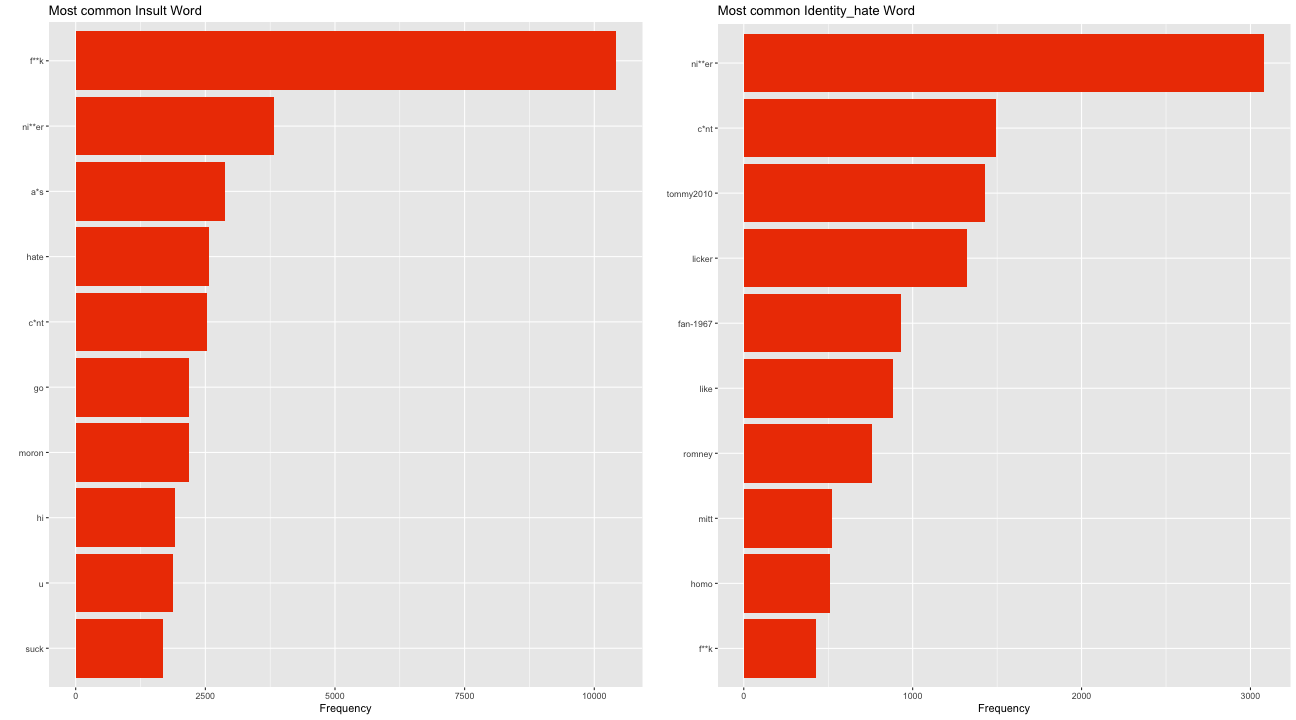 Most common Insult Word
f**k
ni**er
a*s
hate
c*nt
go
moron
hi
u
suck
0 2500 5000 7500 10000
Frequency
Most common Identity_hate Word
ni**er
c*nt
tommy2010
licker
fan-1967
like
romney
mitt
homo
f**k
0 1000 2000 3000
Frequency